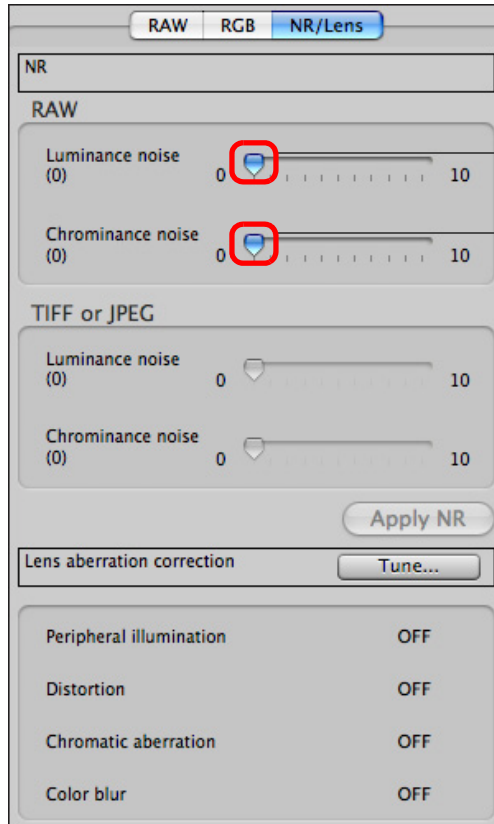 RAW RGB NR/Lens
NR
RAW
Luminance noise
(0) 0 10
Chrominance noise
(0) 0 10
TIFF or JPEG
Luminance noise
(0) 0 10
Chrominance noise
(0) 0 10
Apply NR
Lens aberration correction Tune...
Peripheral illumination OFF
Distortion OFF
Chromatic aberration OFF
Color blur OFF